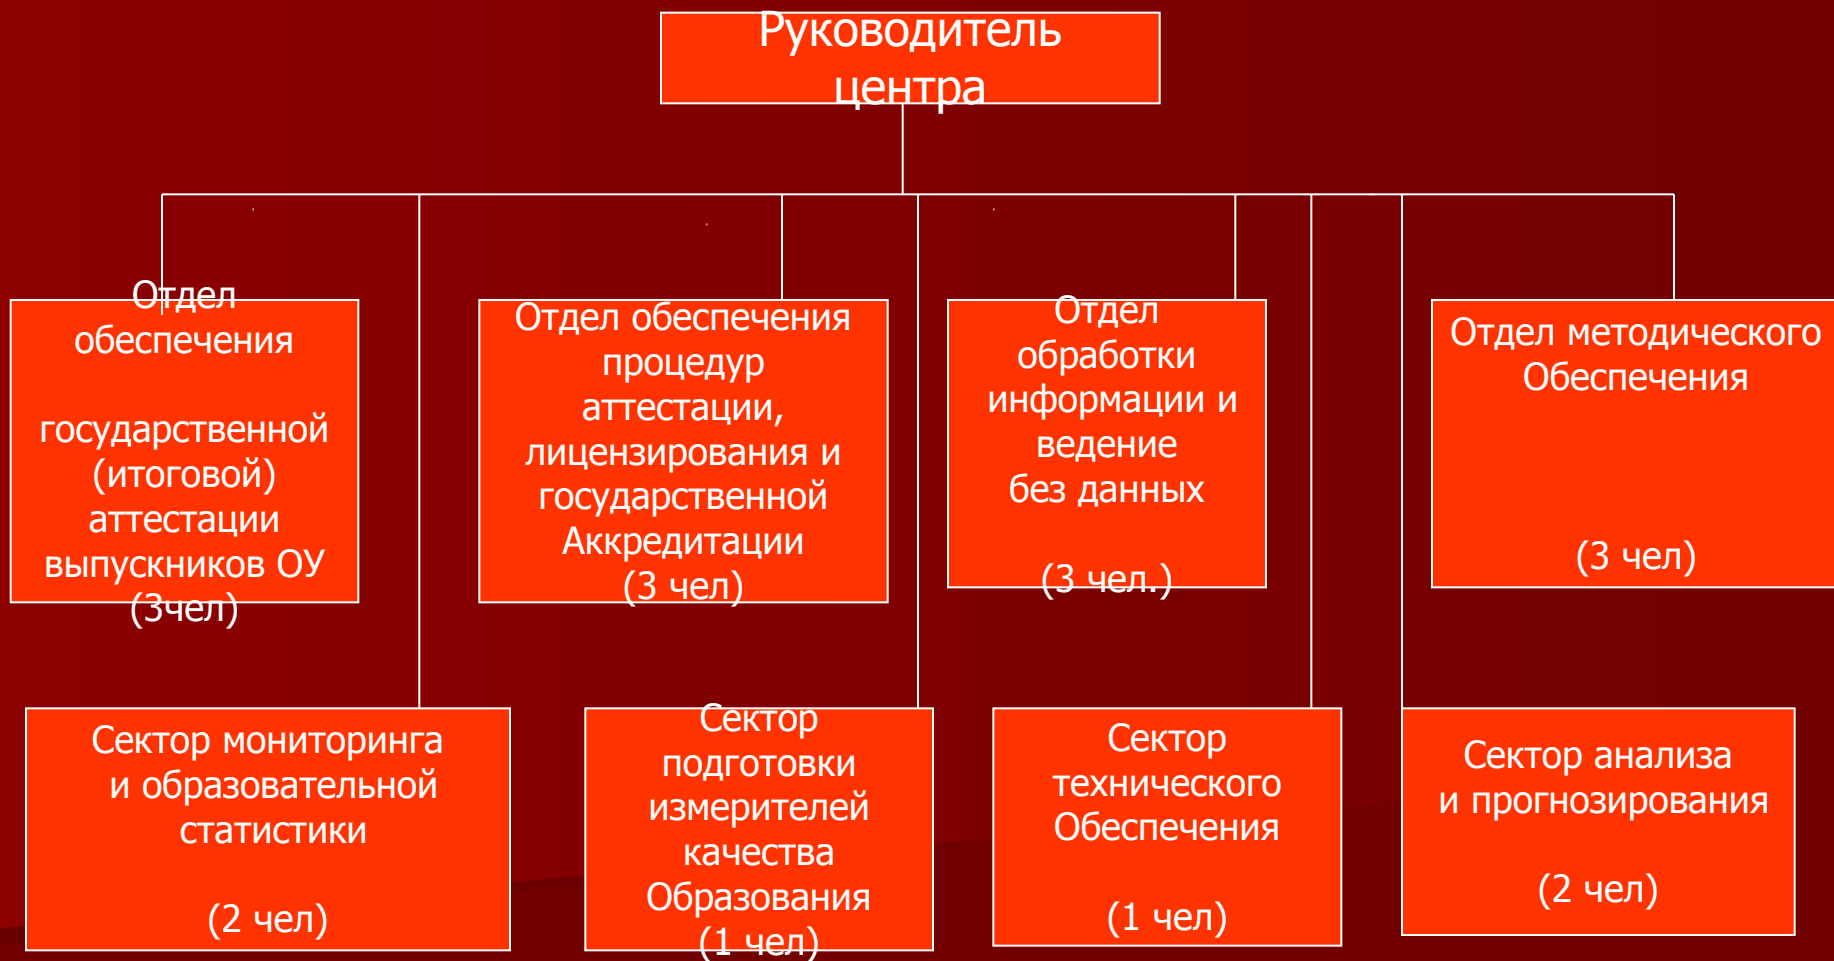 Руководитель
центра
Отдел
обеспечения
государственной
(итоговой)
аттестации
выпускников ОУ
(3чел)
Отдел обеспечения
процедур
аттестации,
лицензирования и
государственной
Аккредитации
(3 чел)
Отдел
обработки
информации и
ведение
без данных
(3 чел.)
Отдел методического
Обеспечения
(3 чел)
Сектор мониторинга
и образовательной
статистики
(2 чел)
Сектор
подготовки
измерителей
качества
Образования
(1 чел)
Сектор
технического
Обеспечения
(1 чел)
Сектор анализа
и прогнозирования
(2 чел)